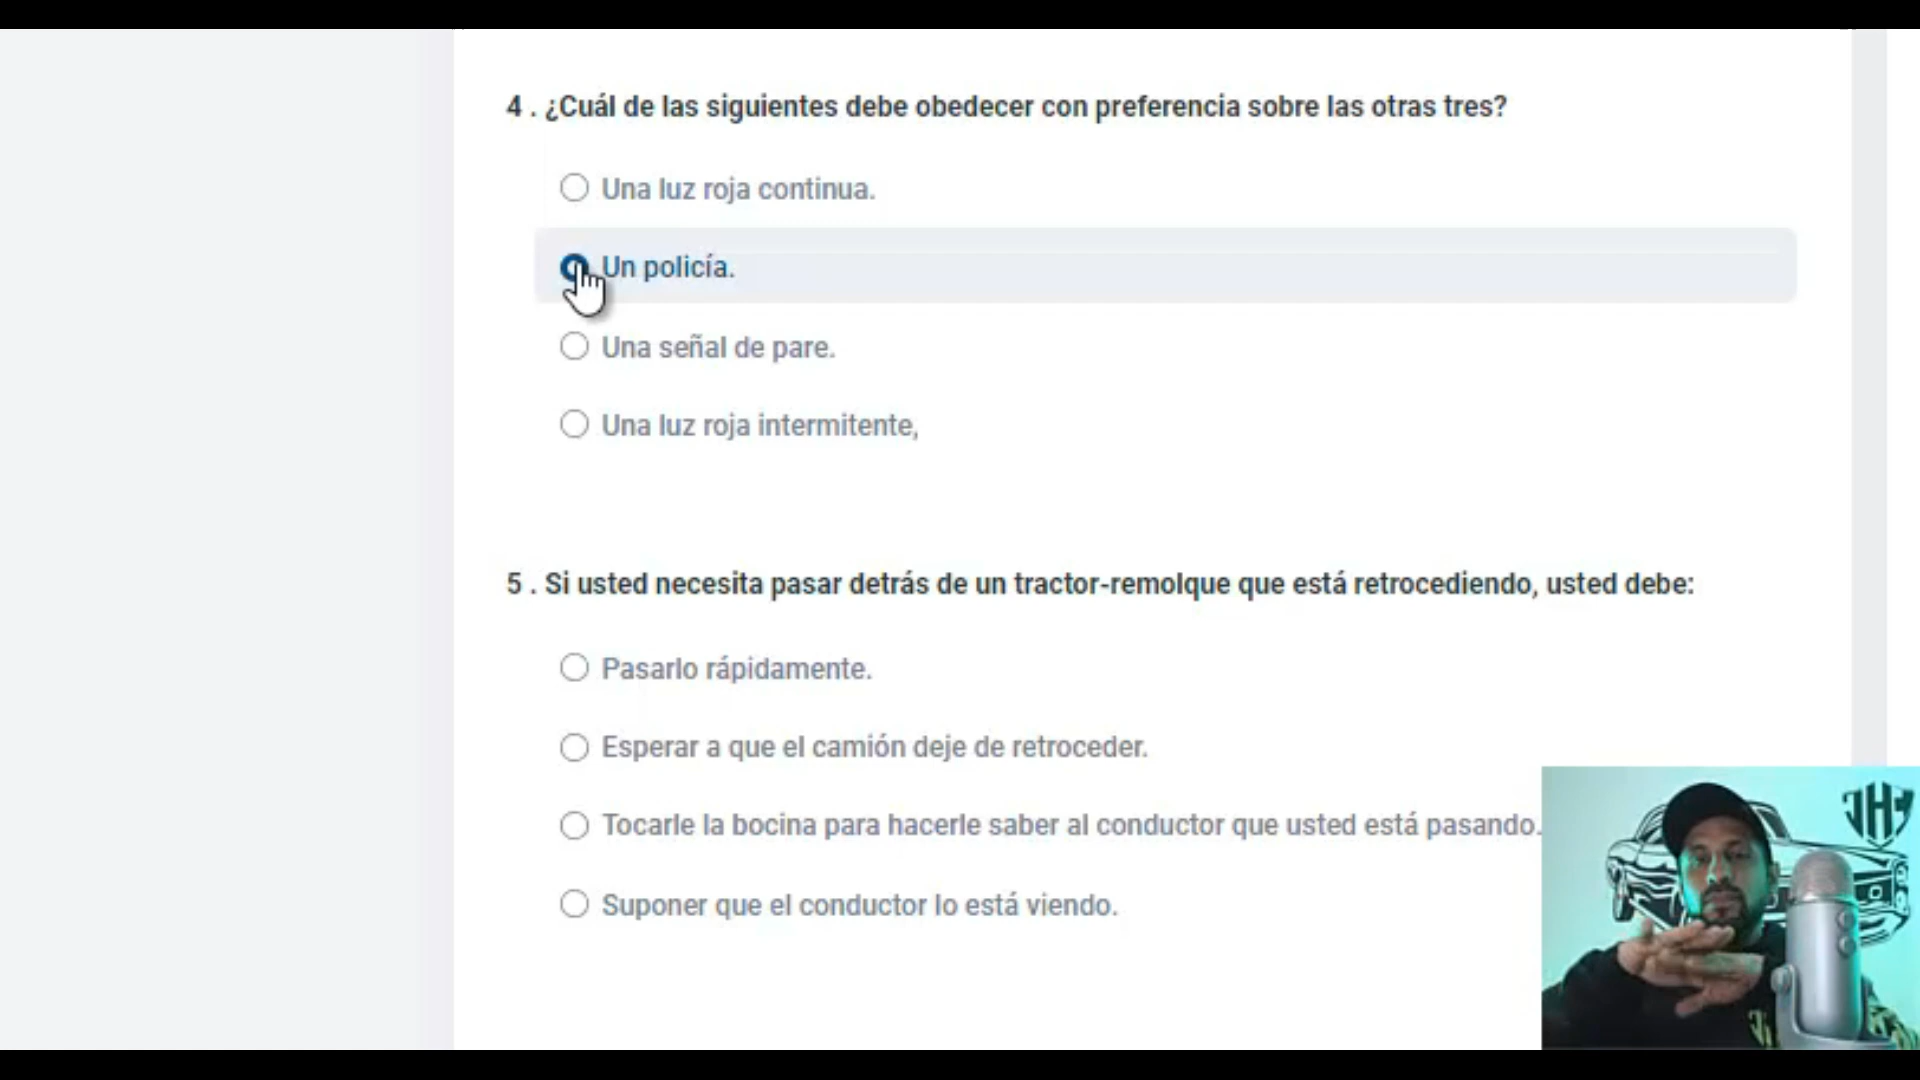 4 . ¿Cuál de las siguientes debe obedecer con preferencia sobre las otras tres?
Una luz roja continua.
Un policía.
Una señal de pare.
Una luz roja intermitente,
5 . Si usted necesita pasar detrás de un tractor-remolque que está retrocediendo, usted debe:
Pasarlo rápidamente.
Esperar a que el camión deje de retroceder.
Tocarle la bocina para hacerle saber al conductor que usted está pasando.
Suponer que el conductor lo está viendo.